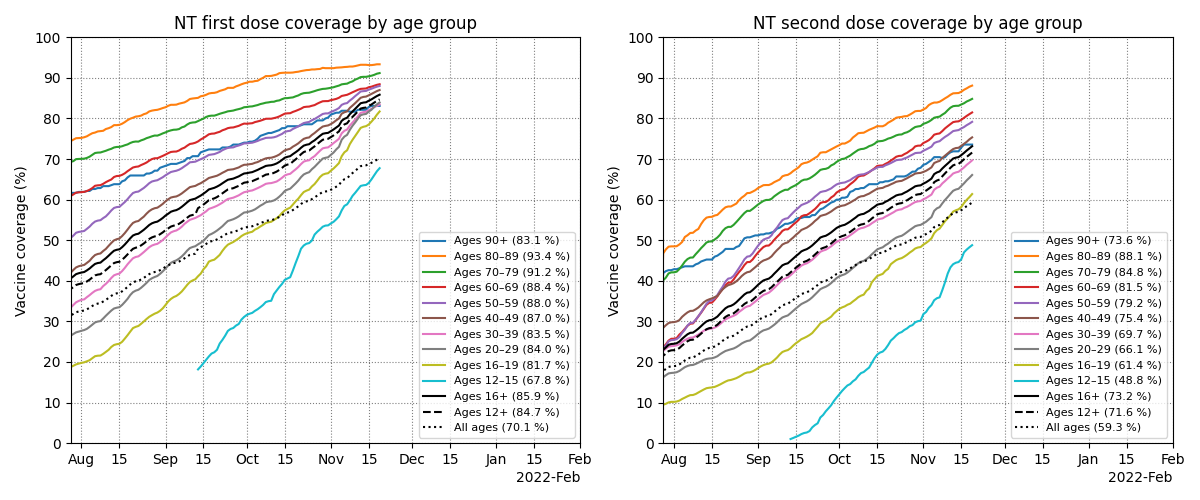 NT first dose coverage by age group
Vaccine coverage (%)
100
90
80
70
60
50
40
30
20
10
0
Aug 15 Sep 15 Oct 15 Nov 15 Dec 15 Jan 15 Feb
2022-Feb
Ages 90+ (83.1 %)
Ages 80–89 (93.4 %)
Ages 70–79 (91.2 %)
Ages 60–69 (88.4 %)
Ages 50–59 (88.0 %)
Ages 40–49 (87.0 %)
Ages 30–39 (83.5 %)
Ages 20–29 (84.0 %)
Ages 16–19 (81.7 %)
Ages 12–15 (67.8 %)
Ages 16+ (85.9 %)
Ages 12+ (84.7 %)
All ages (70.1 %)
NT second dose coverage by age group
Vaccine coverage (%)
100
90
80
70
60
50
40
30
20
10
0
Aug 15 Sep 15 Oct 15 Nov 15 Dec 15 Jan 15 Feb
2022-Feb
Ages 90+ (73.6 %)
Ages 80–89 (88.1 %)
Ages 70–79 (84.8 %)
Ages 60–69 (81.5 %)
Ages 50–59 (79.2 %)
Ages 40–49 (75.4 %)
Ages 30–39 (69.7 %)
Ages 20–29 (66.1 %)
Ages 16–19 (61.4 %)
Ages 12–15 (48.8 %)
Ages 16+ (73.2 %)
Ages 12+ (71.6 %)
All ages (59.3 %)